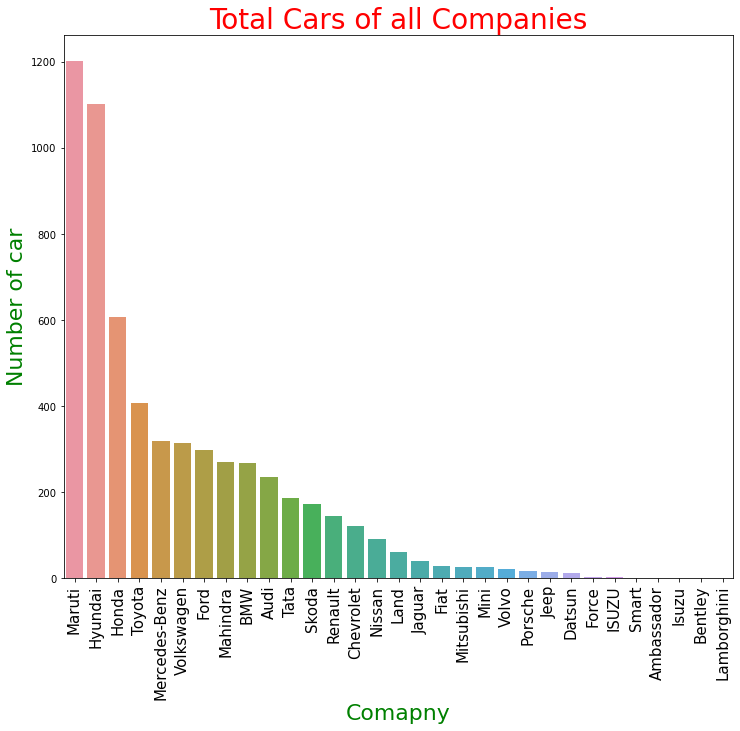 Total Cars of all Companies
Number of car
1200
1000
800
600
400
200
0
Maruti
Hyundai
Honda
Toyota
Mercedes-Benz
Volkswagen
Ford
Mahindra
BMW
Audi
Tata
Skoda
Renault
Chevrolet
Nissan
Land
Jaguar
Fiat
Mitsubishi
Mini
Volvo
Porsche
Jeep
Datsun
Force
ISUZU
Smart
Ambassador
Isuzu
Bentley
Lamborghini
Comapny